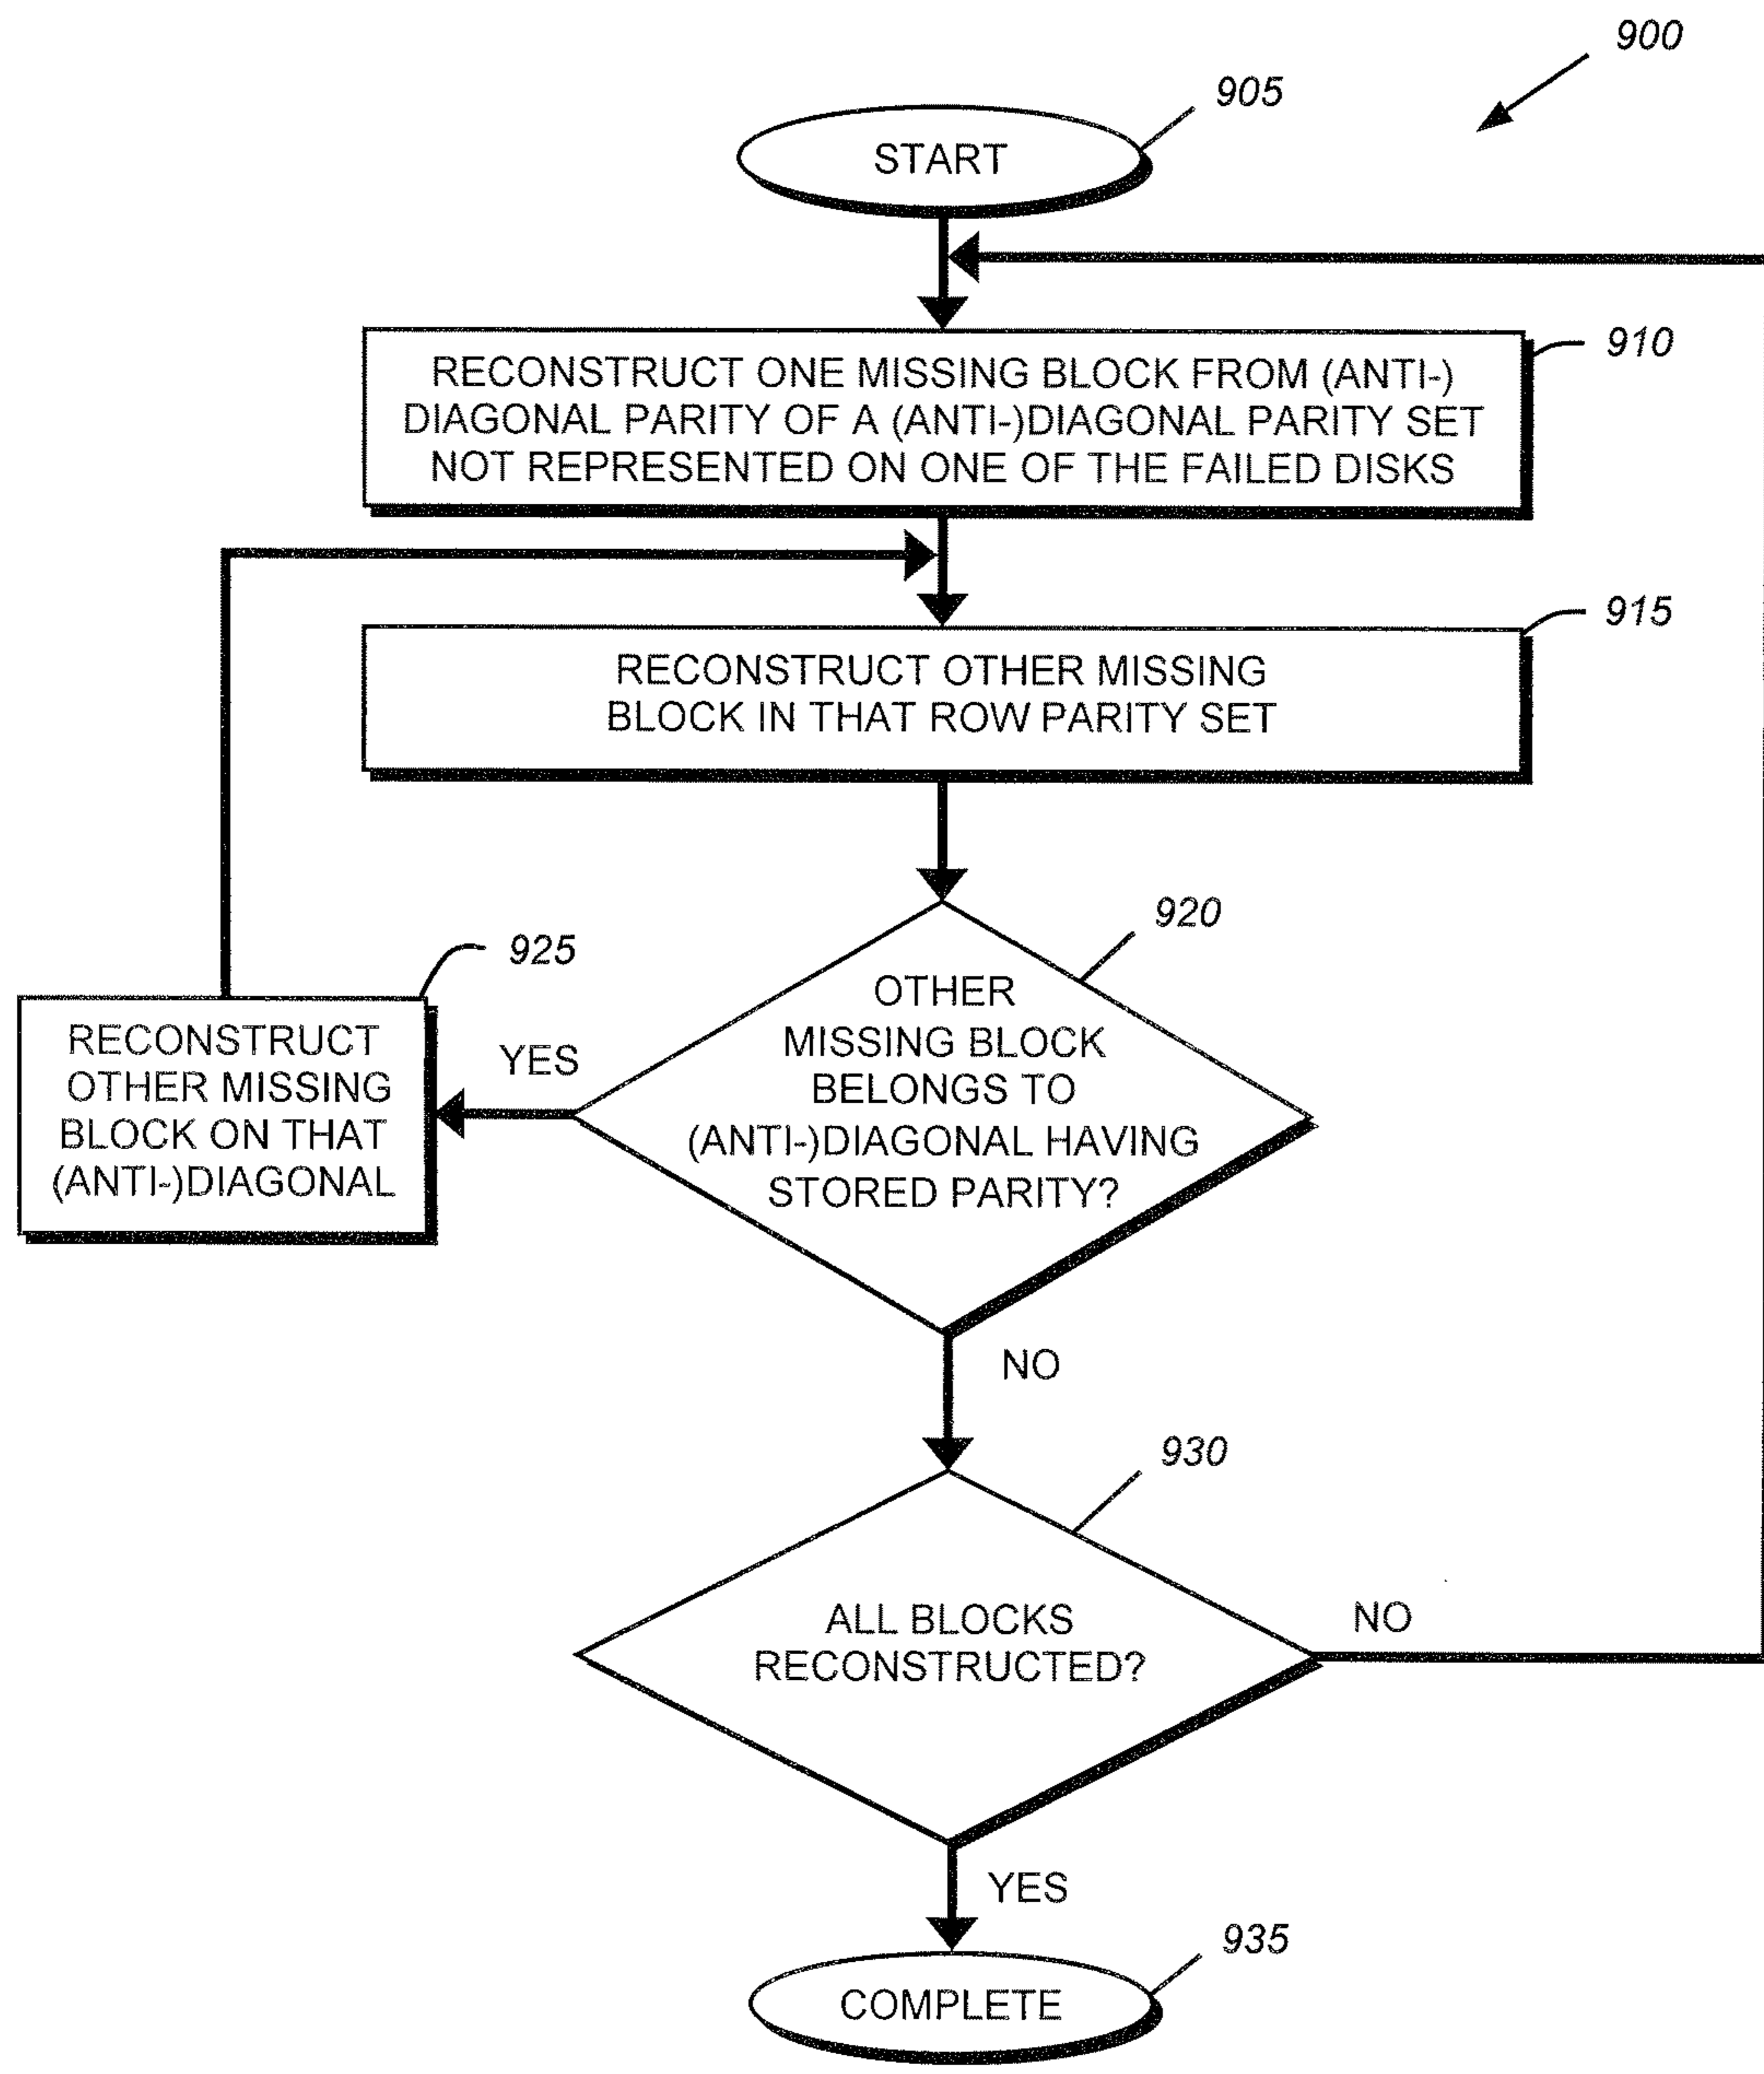 900
905
START
910
RECONSTRUCT ONE MISSING BLOCK FROM (ANTI-)
DIAGONAL PARITY OF A (ANTI-)DIAGONAL PARITY SET
NOT REPRESENTED ON ONE OF THE FAILED DISKS
915
RECONSTRUCT OTHER MISSING
BLOCK IN THAT ROW PARITY SET
920
OTHER
MISSING BLOCK
BELONGS TO
(ANTI-)DIAGONAL HAVING
STORED PARITY?
925
YES
RECONSTRUCT
OTHER MISSING
BLOCK ON THAT
(ANTI-)DIAGONAL
NO
930
ALL BLOCKS
RECONSTRUCTED?
NO
YES
935
COMPLETE